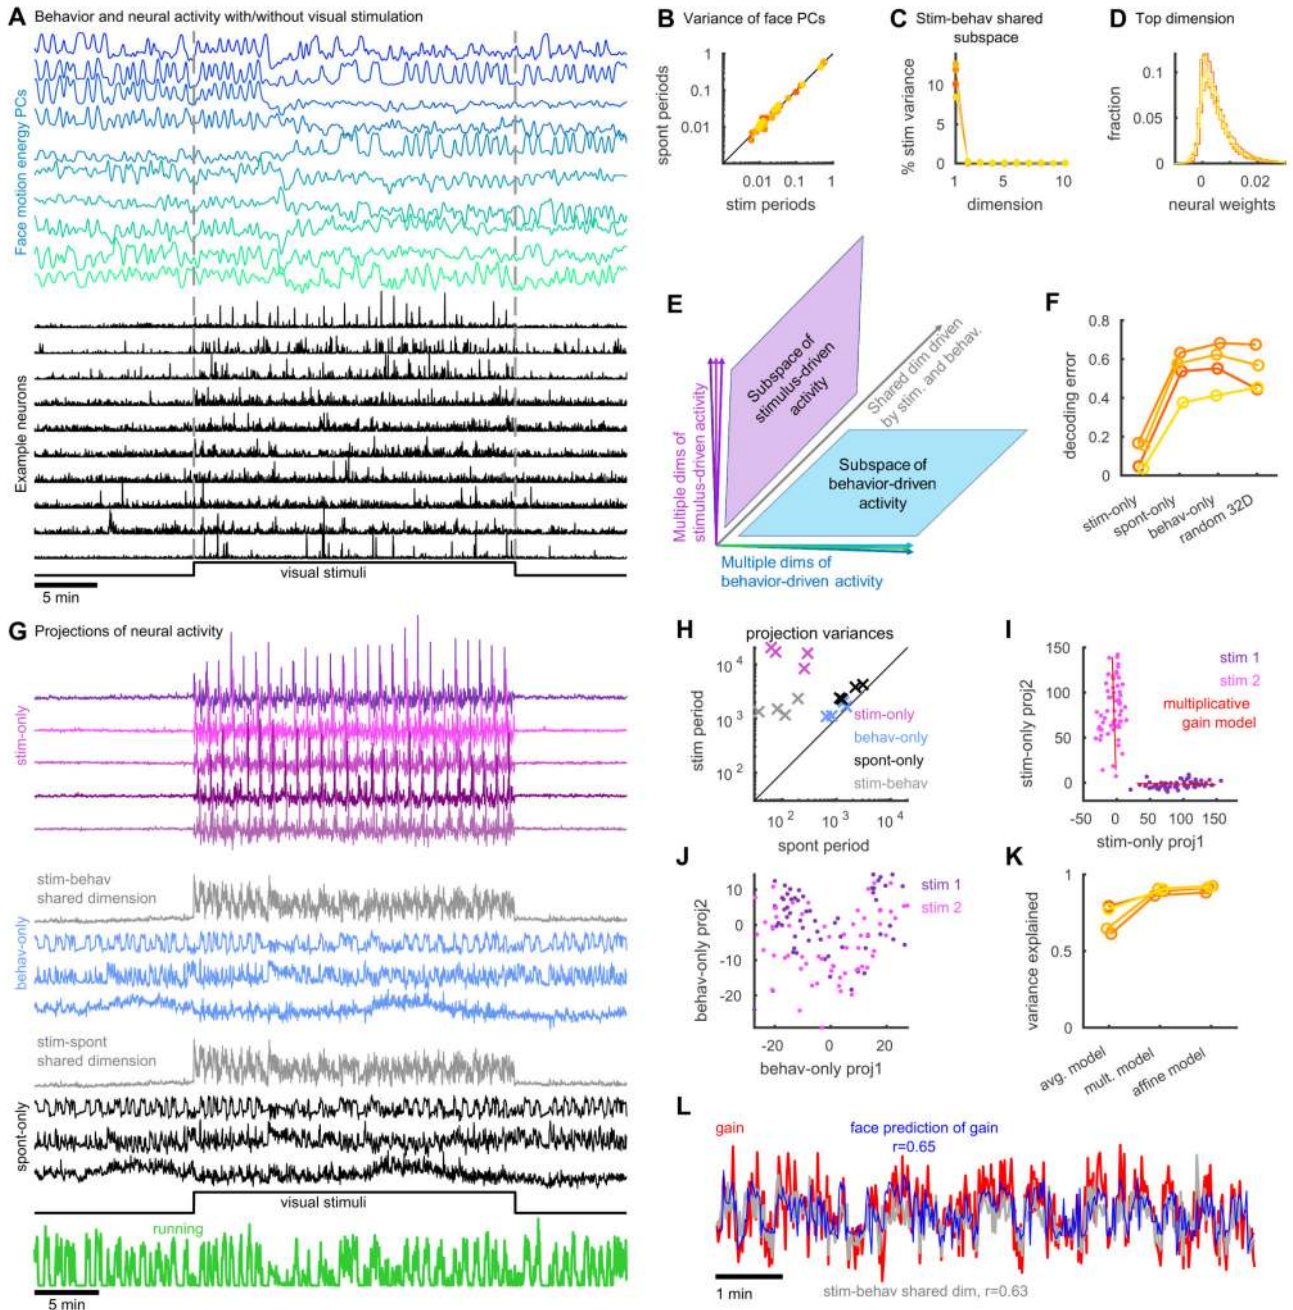 A Behavior and neural activity with/without visual stimulation
Face motion energy PCs
Example neurons
visual stimuli
5 min
B Variance of face PCs
spont periods
1
0.1
0.01
0.01 0.1 1
stim periods
C Stim-behav shared
subspace
% stim variance
10
5
0
1 5 10
dimension
D Top dimension
fraction
0.1
0.05
0
0 0.02
neural weights
E
Multiple dims of
stimulus-driven activity
Subspace of
stimulus-driven
activity
Shared dim driven
by stim. and behav.
Subspace of
behavior-driven
activity
Multiple dims of
behavior-driven activity
F
decoding error
0.8
0.6
0.4
0.2
0
stim-only
spont-only
behav-only
random 32D
G Projections of neural activity
stim-only
stim-behav
shared dimension
behav-only
stim-spont
shared dimension
spont-only
visual stimuli
running
5 min
H
projection variances
stim period
10^4
10^3
10^2
stim-only
behav-only
spont-only
stim-behav
10^2 10^3 10^4
spont period
I
stim-only proj2
150
100
50
0
stim 1
stim 2
multiplicative
gain model
-50 0 50 100 150
stim-only proj1
J
behav-only proj2
10
0
-10
-20
stim 1
stim 2
-20 0 20
behav-only proj1
K
variance explained
1
0.5
0
avg. model
mult. model
affine model
L
gain
face prediction of gain
r=0.65
1 min
stim-behav shared dim, r=0.63